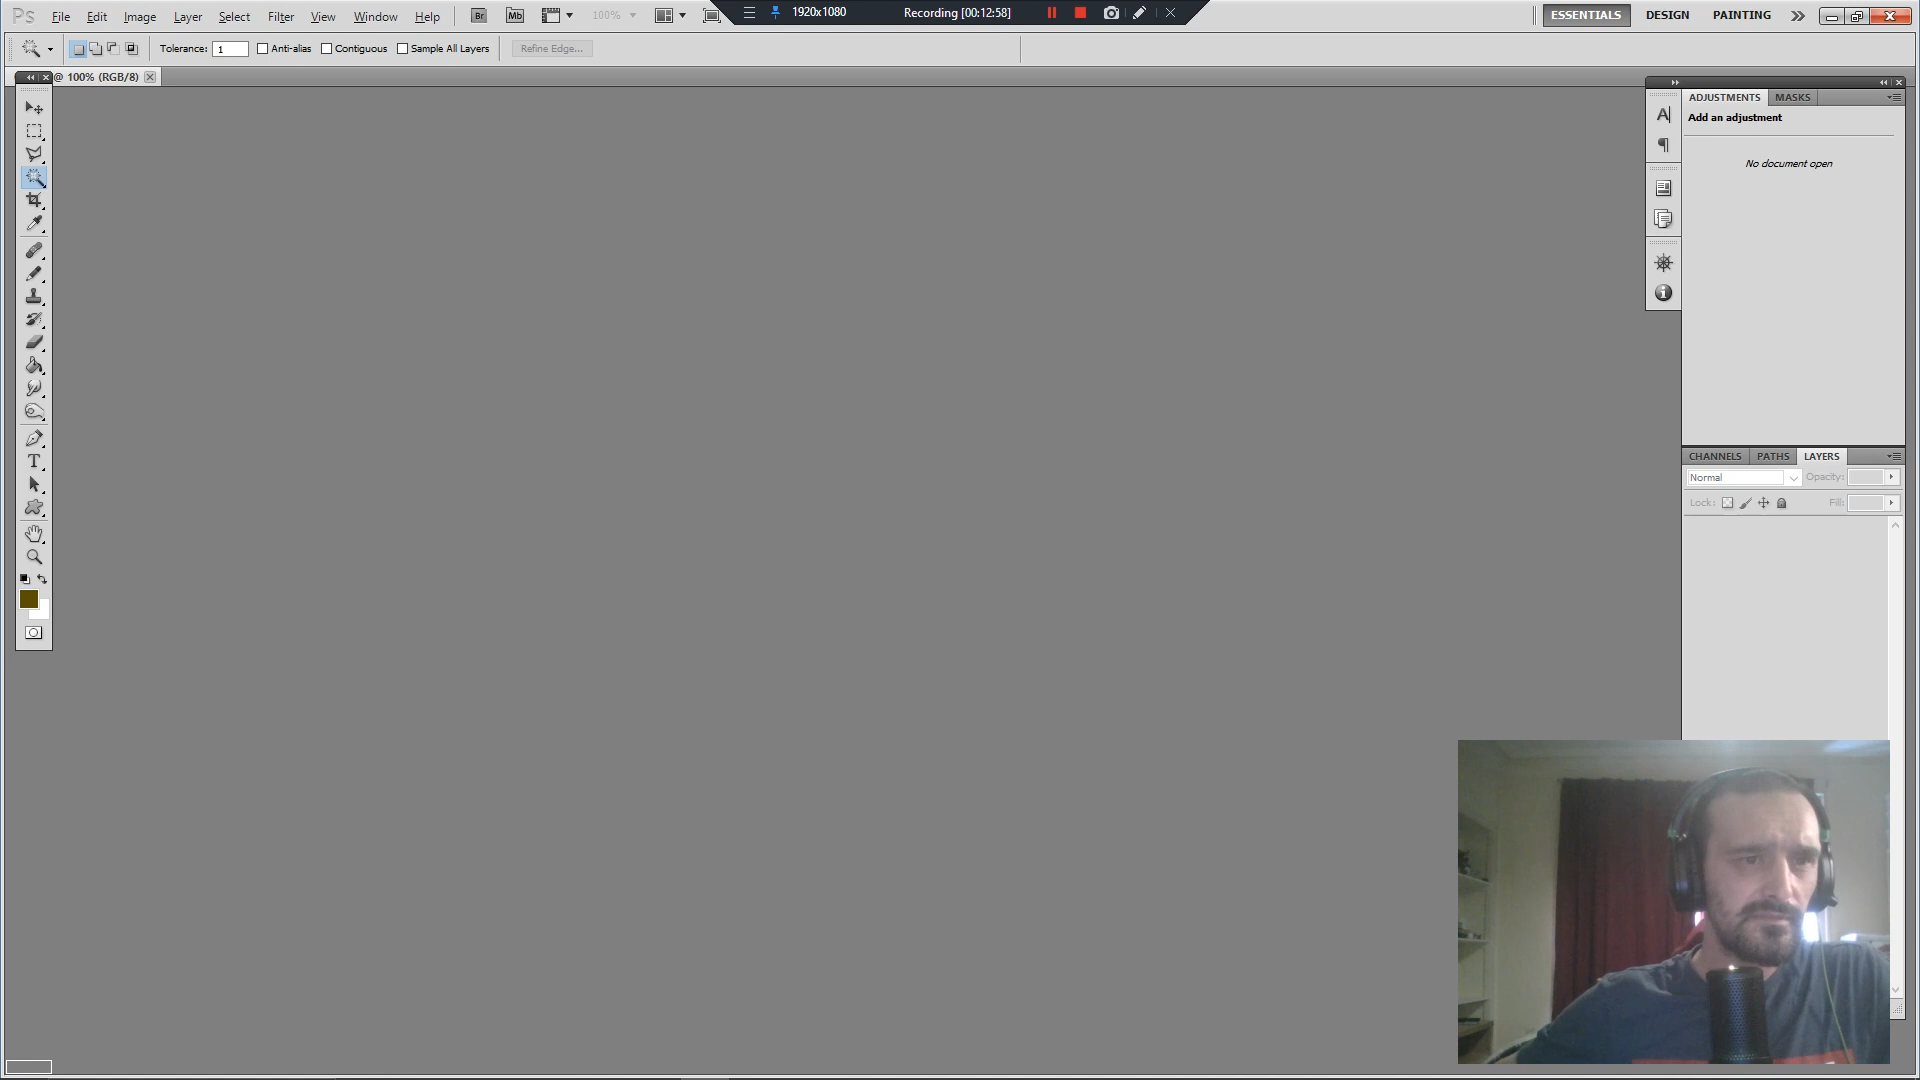 Ps File Edit Image Layer Select Filter View Window Help Br Mb 100% 1920x1080 Recording [00:12:58] ESSENTIALS DESIGN PAINTING
Tolerance: 1 Anti-alias Contiguous Sample All Layers Refine Edge...
@ 100% (RGB/8)
ADJUSTMENTS MASKS
Add an adjustment
No document open
CHANNELS PATHS LAYERS
Normal Opacity:
Lock: Fill: